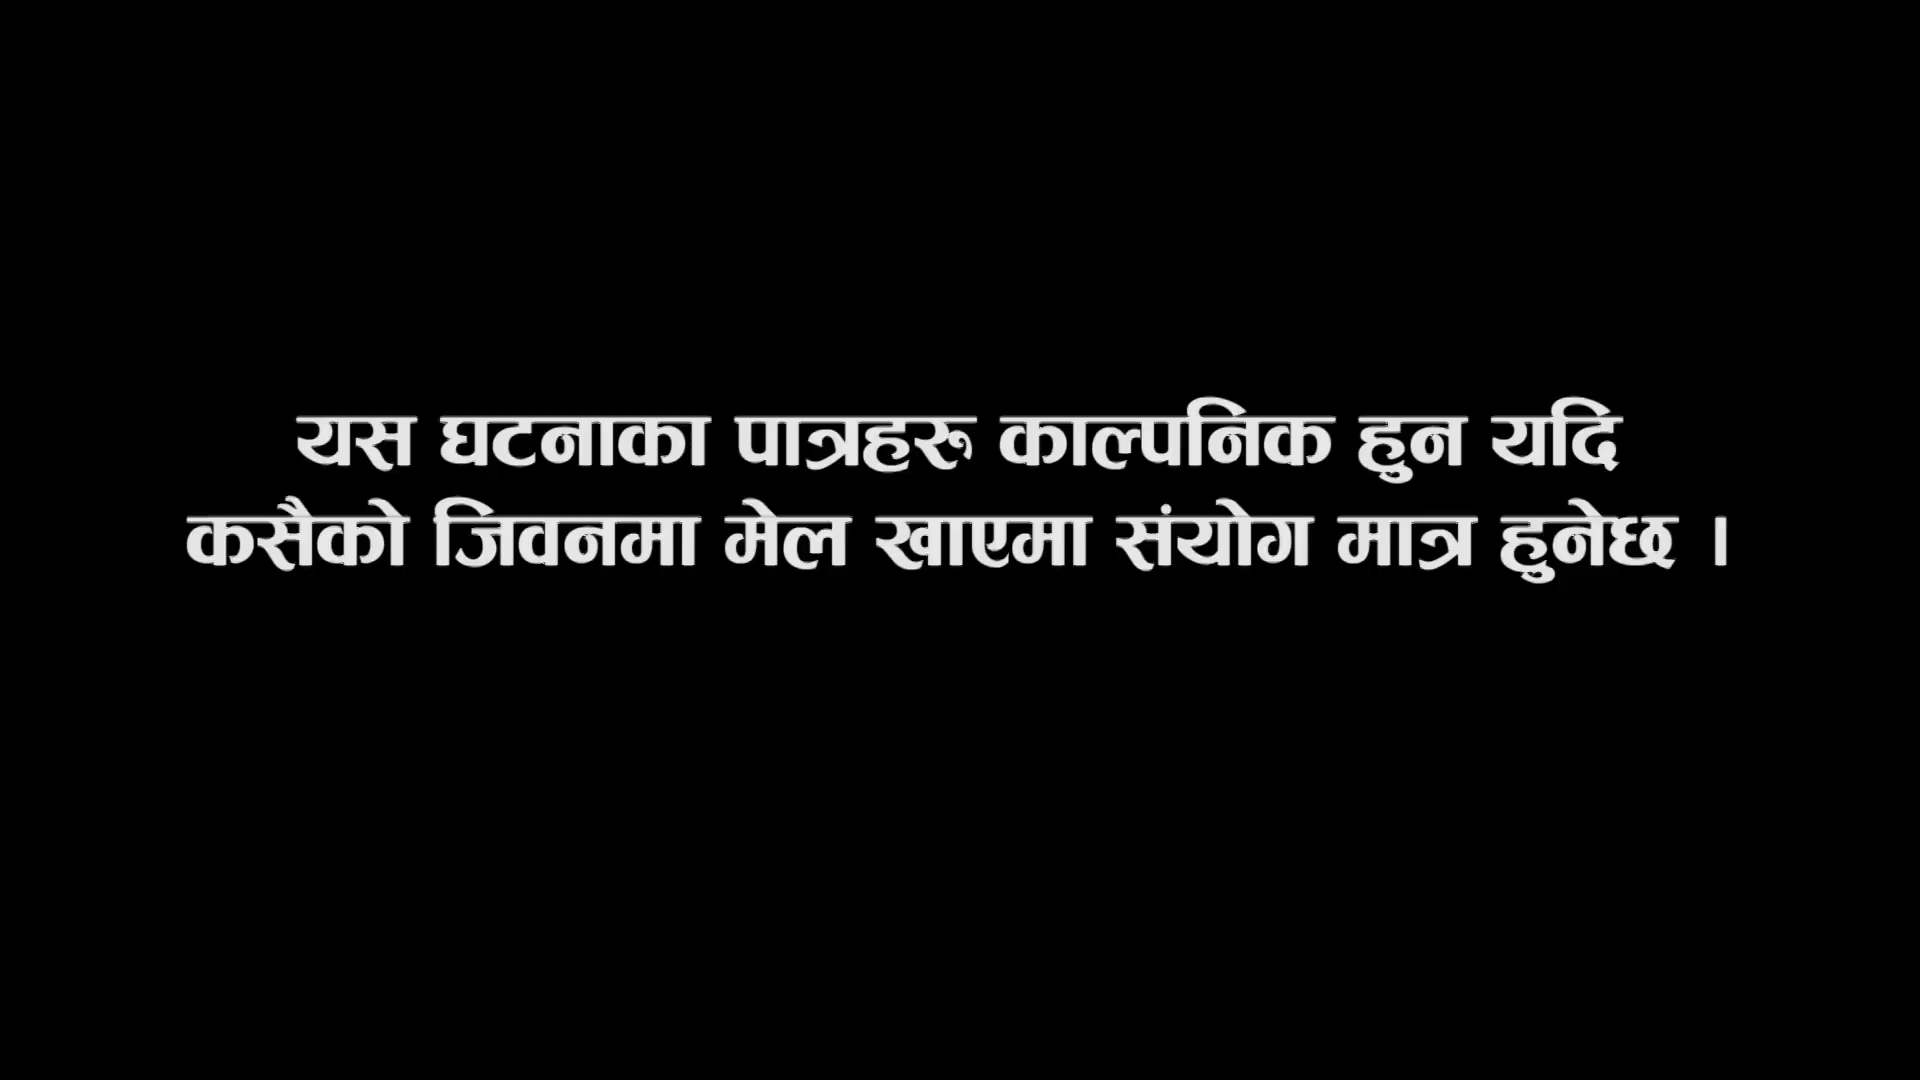 यस घटनाका पात्रहरु काल्पनिक हुन यदि
कसैको जिवनमा मेल खाएमा संयोग मात्र हुनेछ ।